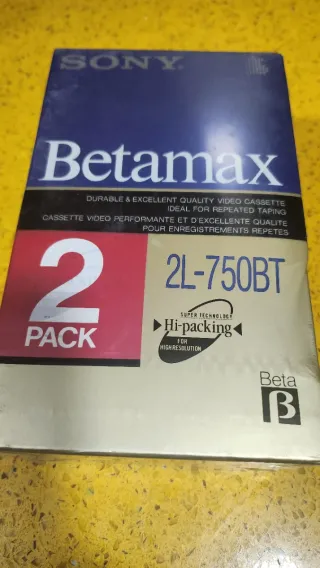 SONY
Betamax
DURABLE & EXCELLENT QUALITY VIDEO CASSETTE
IDEAL FOR REPEATED TAPING
CASSETTE VIDEO PERFORMANTE ET D'EXCELLENTE QUALITE
POUR ENREGISTREMENTS REPETES
2
PACK
2L-750BT
SUPER TECHNOLOGY
Hi-packing
FOR
HIGH RESOLUTION
Beta
β